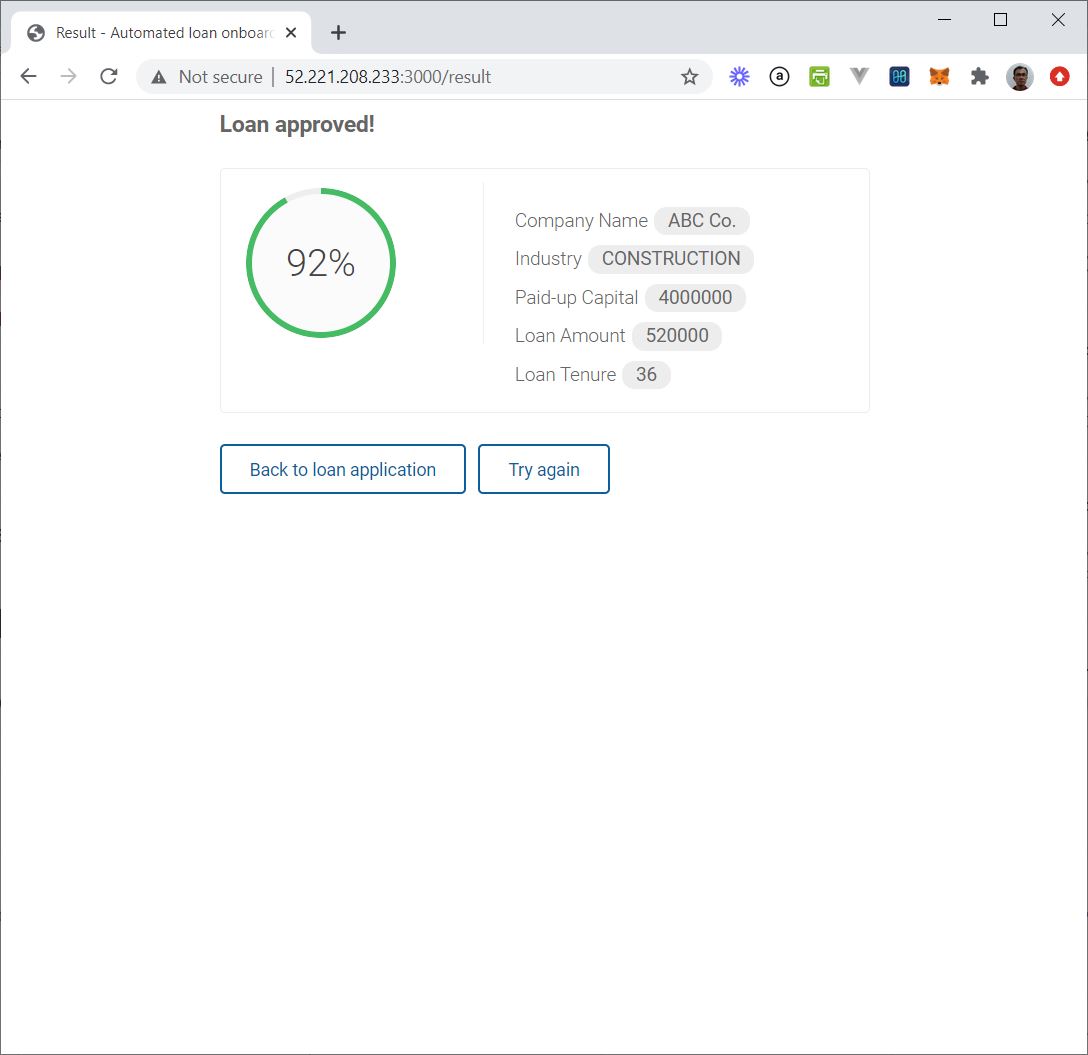 Result - Automated loan onboard
Not secure | 52.221.208.233:3000/result
Loan approved!
92%
Company Name ABC Co.
Industry CONSTRUCTION
Paid-up Capital 4000000
Loan Amount 520000
Loan Tenure 36
Back to loan application
Try again